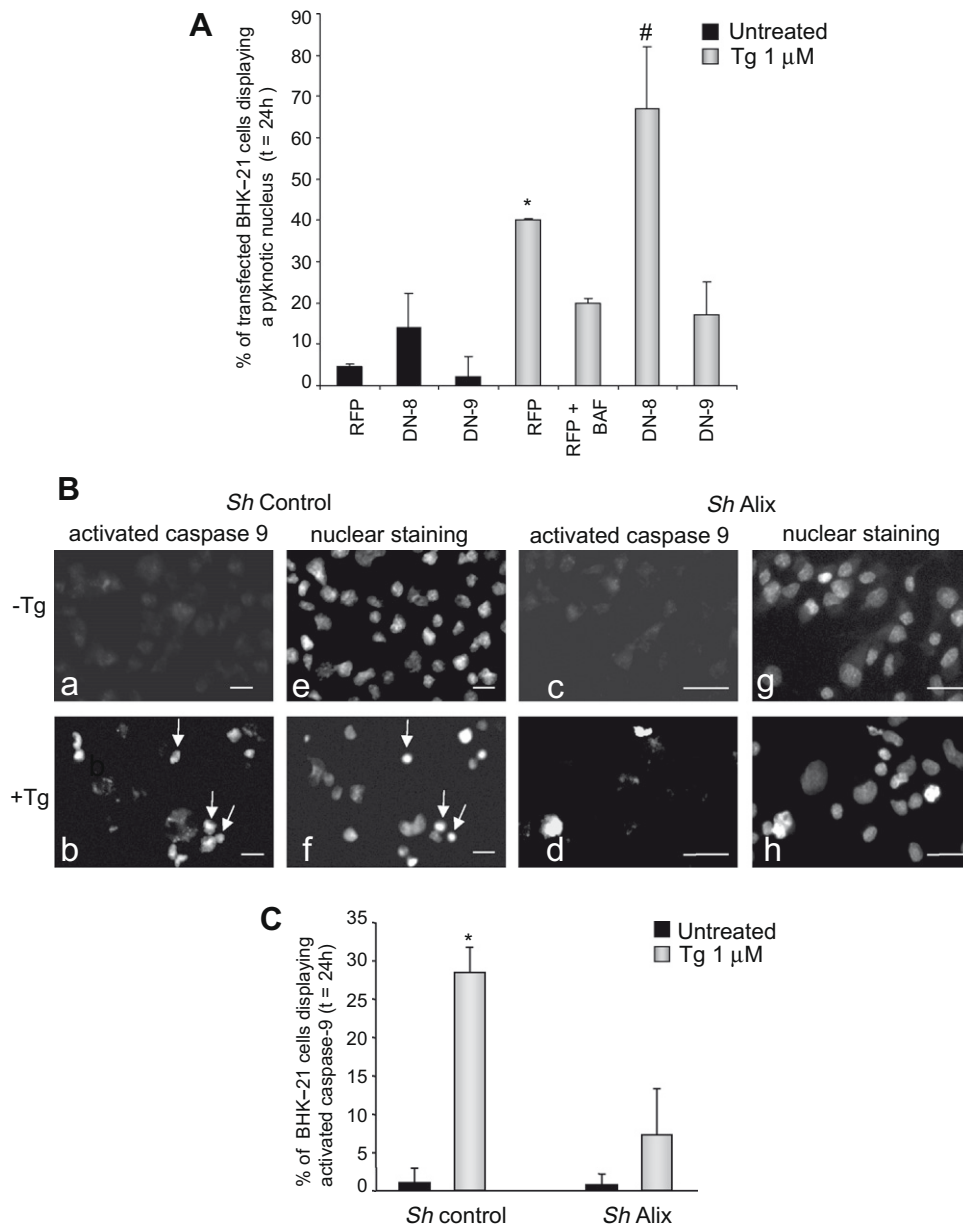 A
% of transfected BHK–21 cells displaying
a pyknotic nucleus (t = 24h )
90
80
70
60
50
40
30
20
10
0
*
#
Untreated
Tg 1 μM
RFP
DN-8
DN-9
RFP
RFP +
BAF
DN-8
DN-9
B
Sh Control
Sh Alix
activated caspase 9
nuclear staining
activated caspase 9
nuclear staining
-Tg
a
e
c
g
+Tg
b
b
f
d
h
C
% of BHK–21 cells displaying
activated caspase-9 (t = 24h)
35
30
25
20
15
10
5
0
*
Untreated
Tg 1 μM
Sh control
Sh Alix